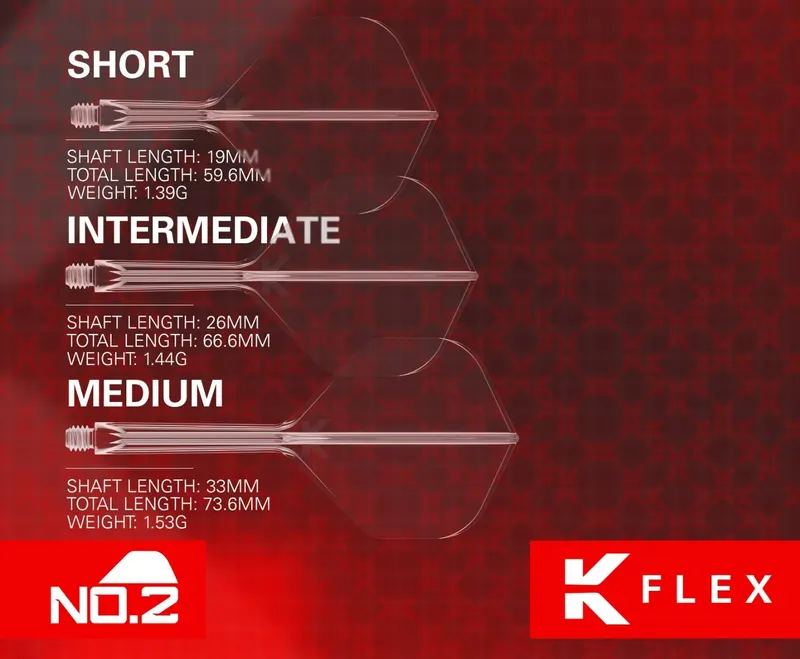 SHORT
SHAFT LENGTH: 19MM
TOTAL LENGTH: 59.6MM
WEIGHT: 1.39G
INTERMEDIATE
SHAFT LENGTH: 26MM
TOTAL LENGTH: 66.6MM
WEIGHT: 1.44G
MEDIUM
SHAFT LENGTH: 33MM
TOTAL LENGTH: 73.6MM
WEIGHT: 1.53G
NO.2
K FLEX